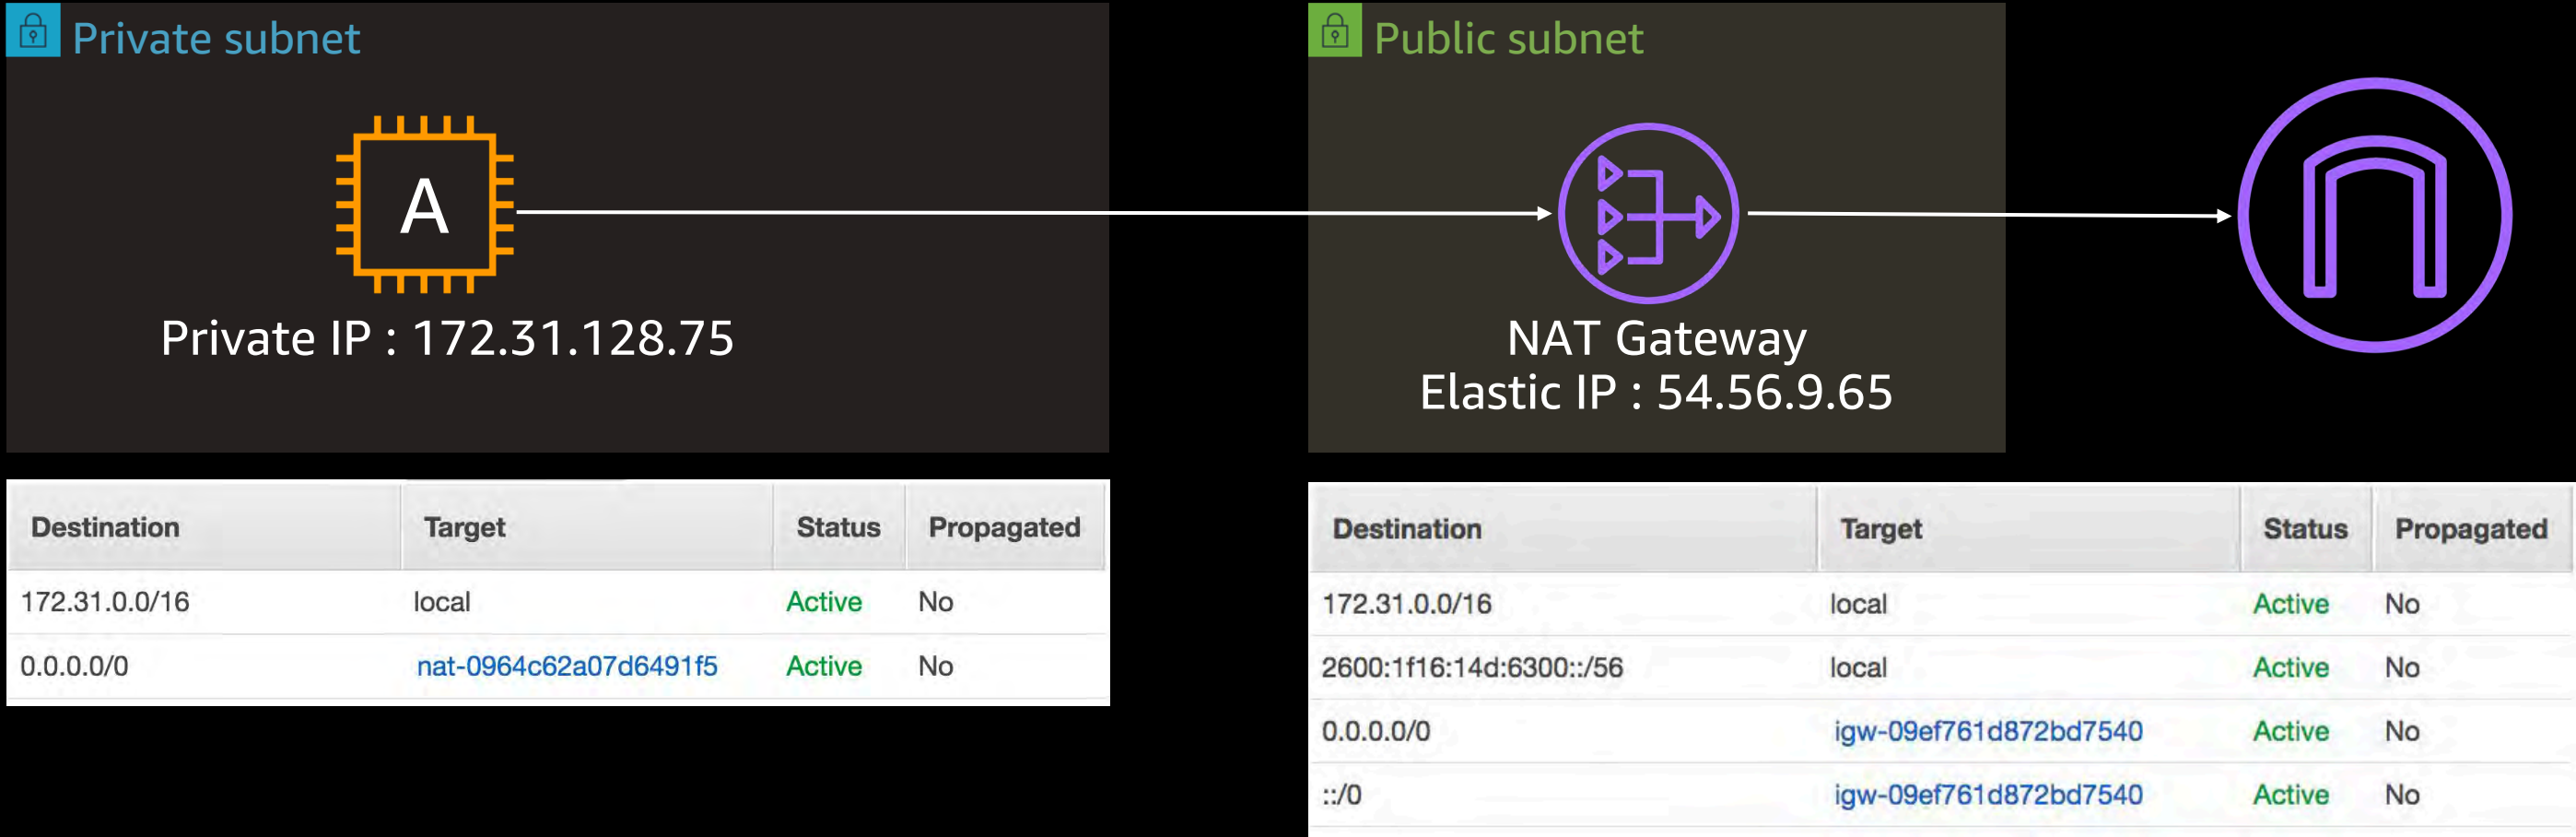 Private subnet
A
Private IP : 172.31.128.75
Public subnet
NAT Gateway
Elastic IP : 54.56.9.65
Destination Target Status Propagated
172.31.0.0/16 local Active No
0.0.0.0/0 nat-0964c62a07d6491f5 Active No
Destination Target Status Propagated
172.31.0.0/16 local Active No
2600:1f16:14d:6300::/56 local Active No
0.0.0.0/0 igw-09ef761d872bd7540 Active No
::/0 igw-09ef761d872bd7540 Active No